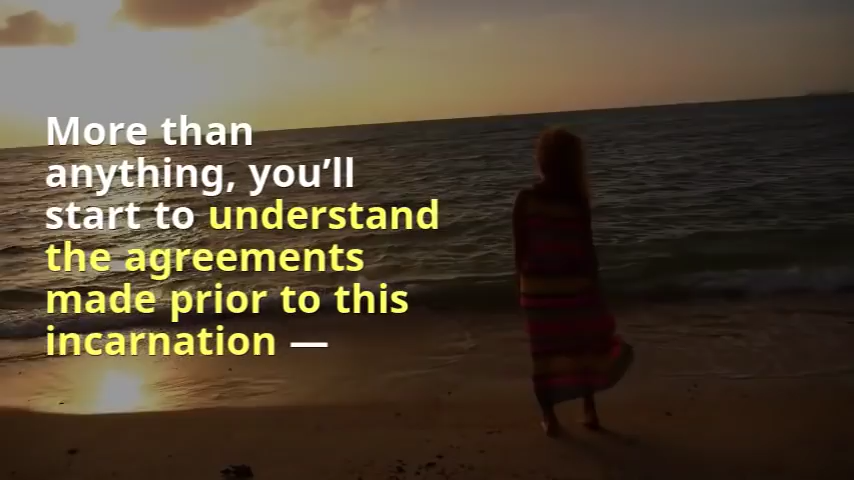 More than
anything, you’ll
start to understand
the agreements
made prior to this
incarnation —